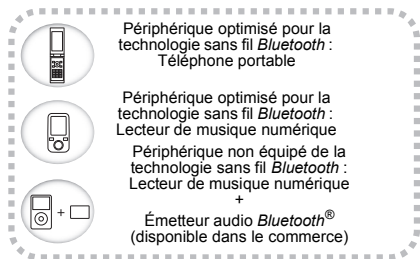 Périphérique optimisé pour la
technologie sans fil Bluetooth :
Téléphone portable
Périphérique optimisé pour la
technologie sans fil Bluetooth :
Lecteur de musique numérique
Périphérique non équipé de la
technologie sans fil Bluetooth :
Lecteur de musique numérique
+
+
Émetteur audio Bluetooth®
(disponible dans le commerce)